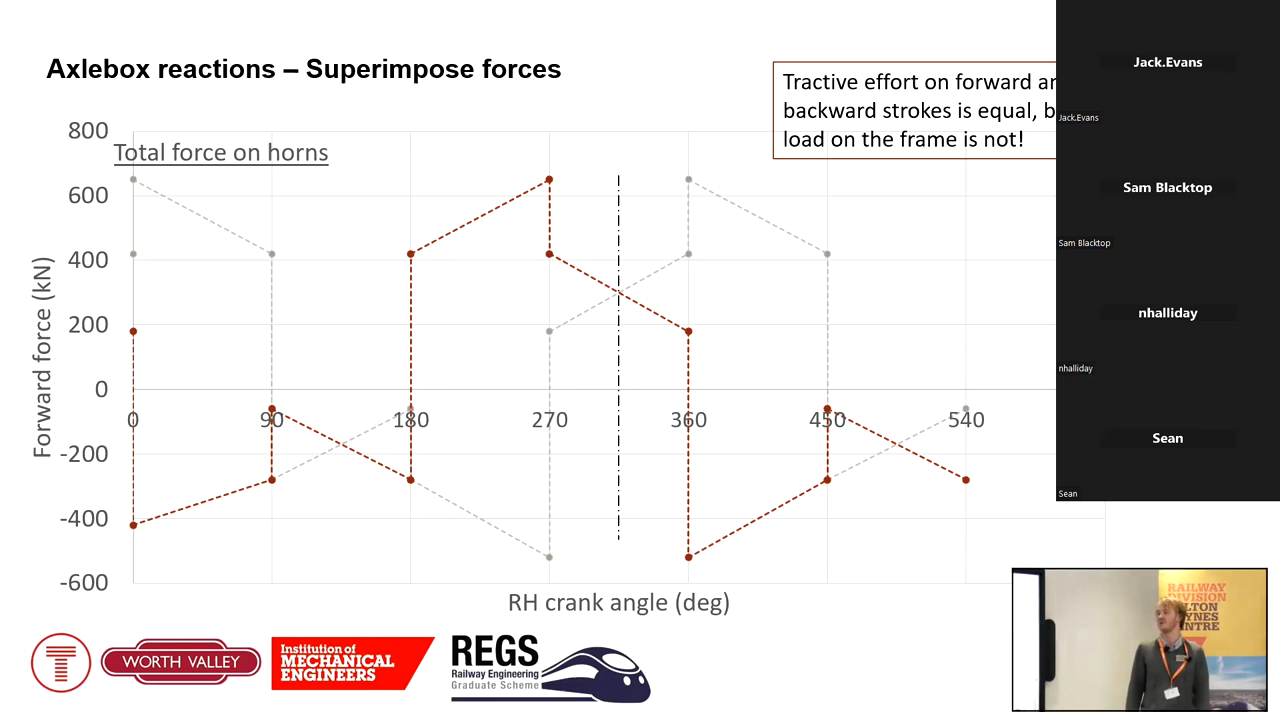 Axlebox reactions – Superimpose forces
Tractive effort on forward
backward strokes is equal,
load on the frame is not!
Total force on horns
800
600
400
200
0
-200
-400
-600
Forward force (kN)
0
90
180
270
360
450
540
RH crank angle (deg)
WORTH VALLEY
Institution of
MECHANICAL
ENGINEERS
REGS
Railway Engineering
Graduate Scheme
Jack.Evans
Jack.Evans
Sam Blacktop
Sam Blacktop
nhalliday
nhalliday
Sean
Sean
RAILWAY
DIVISION